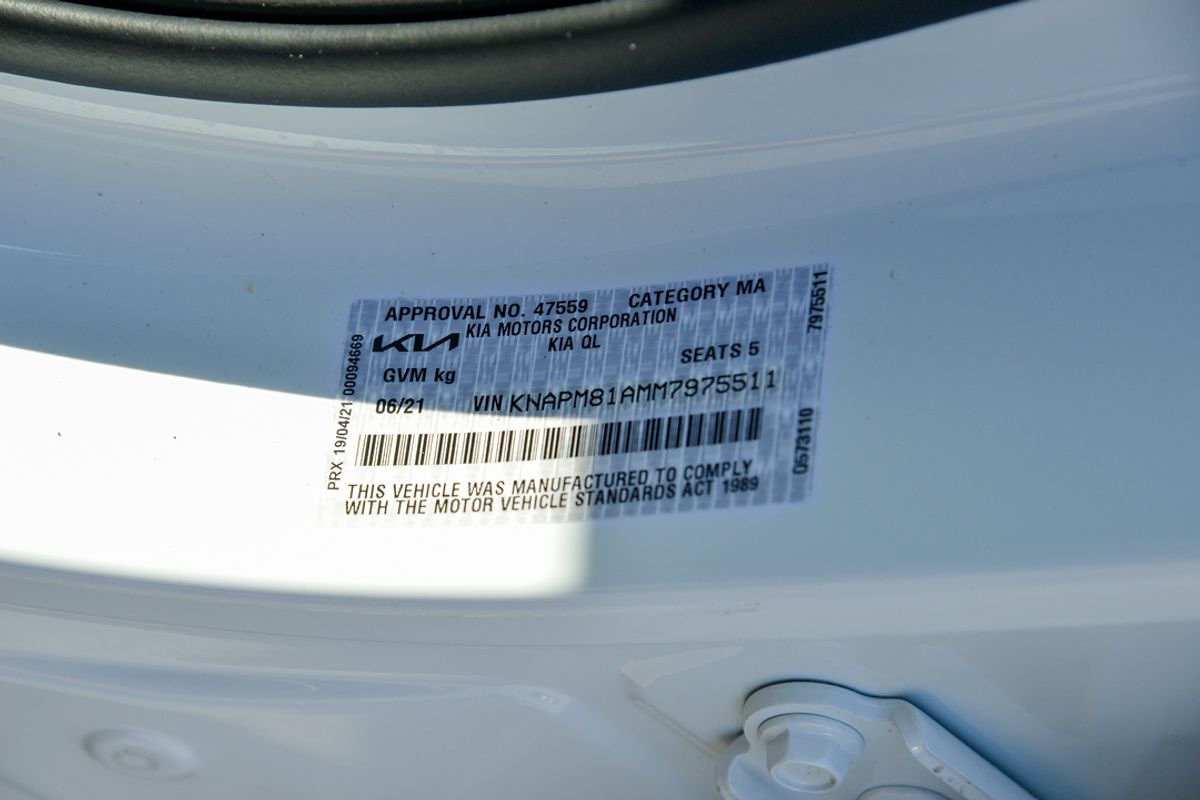 APPROVAL NO. 47559 CATEGORY MA
KIA KIA MOTORS CORPORATION
KIA QL
GVM kg SEATS 5
06/21 VIN KNAPM81AMM7975511
THIS VEHICLE WAS MANUFACTURED TO COMPLY
WITH THE MOTOR VEHICLE STANDARDS ACT 1989
PRX 19/04/21 00094669
7975511
0573110